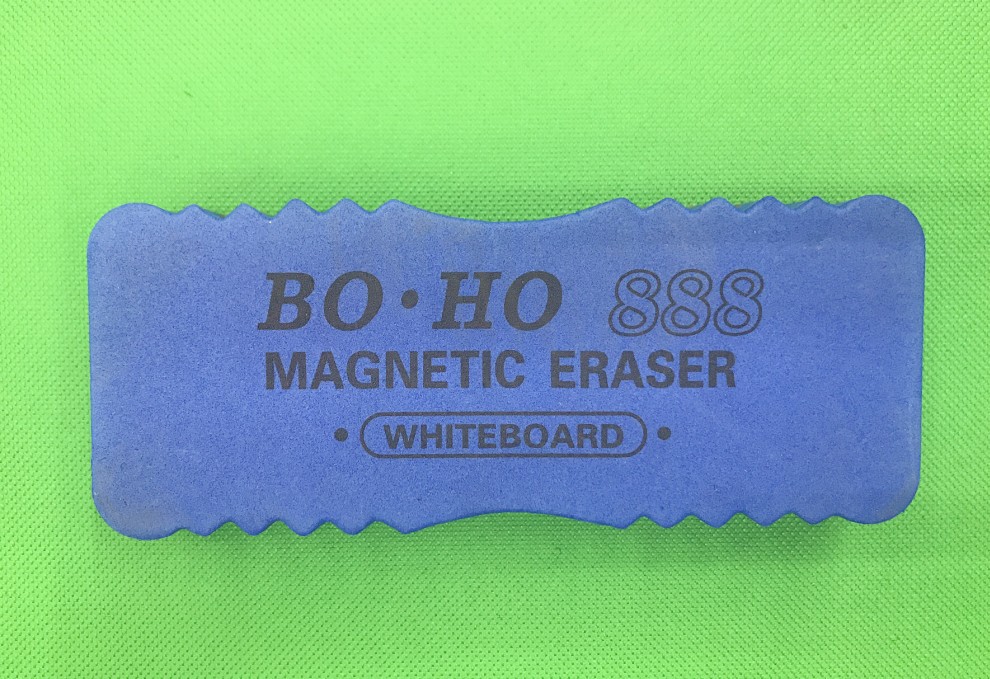 BO·HO 888
MAGNETIC ERASER
• WHITEBOARD •